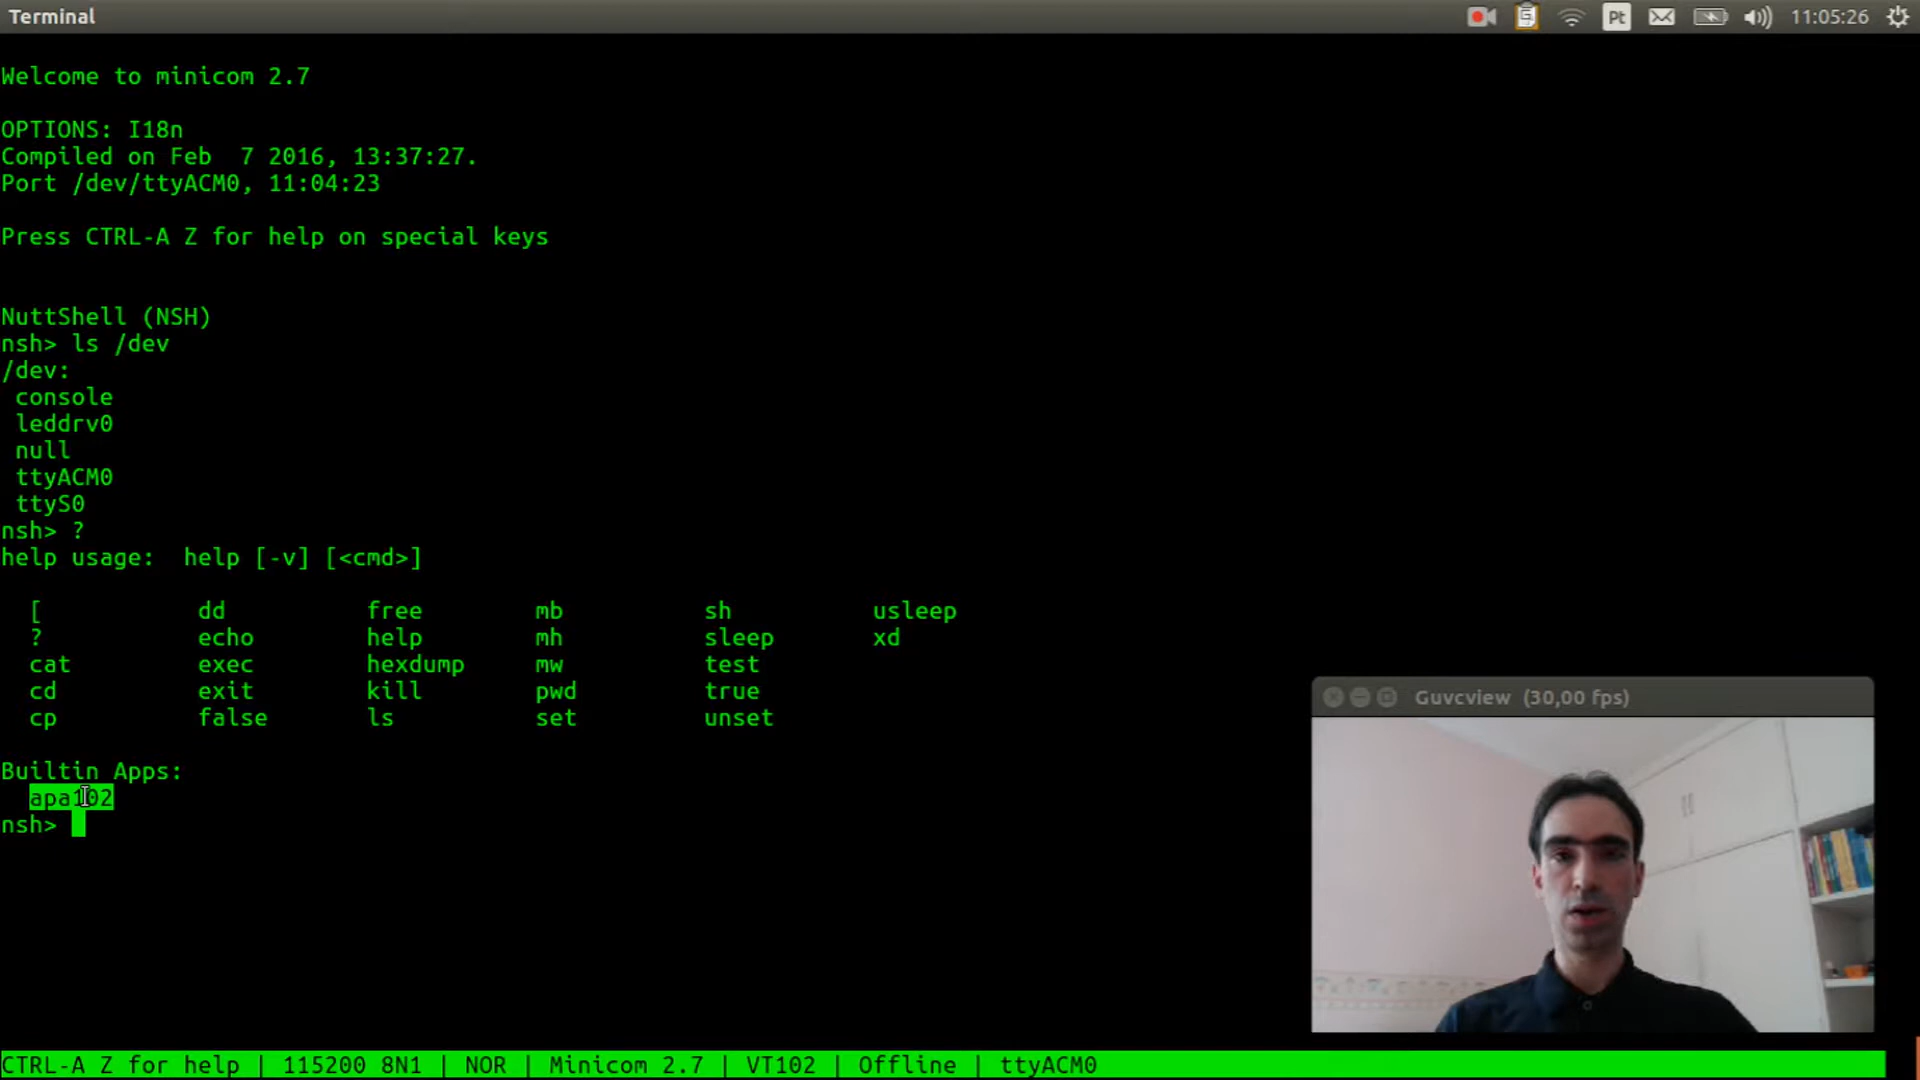 Terminal
Pt
11:05:26
Welcome to minicom 2.7
OPTIONS: I18n
Compiled on Feb  7 2016, 13:37:27.
Port /dev/ttyACM0, 11:04:23
Press CTRL-A Z for help on special keys
NuttShell (NSH)
nsh> ls /dev
/dev:
console
leddrv0
null
ttyACM0
ttyS0
nsh> ?
help usage:  help [-v] [<cmd>]
[ dd free mb sh usleep
? echo help mh sleep xd
cat exec hexdump mw test
cd exit kill pwd true
cp false ls set unset
Builtin Apps:
apa102
nsh>
Guvcview (30,00 fps)
CTRL-A Z for help | 115200 8N1 | NOR | Minicom 2.7 | VT102 | Offline | ttyACM0